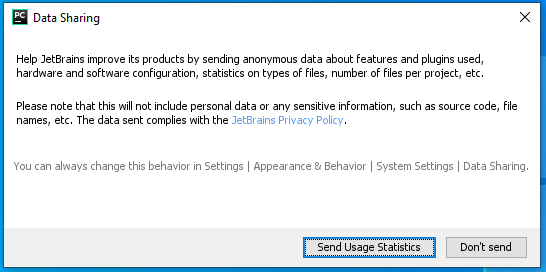 PC Data Sharing
Help JetBrains improve its products by sending anonymous data about features and plugins used,
hardware and software configuration, statistics on types of files, number of files per project, etc.
Please note that this will not include personal data or any sensitive information, such as source code, file
names, etc. The data sent complies with the JetBrains Privacy Policy.
You can always change this behavior in Settings | Appearance & Behavior | System Settings | Data Sharing.
Send Usage Statistics Don't send